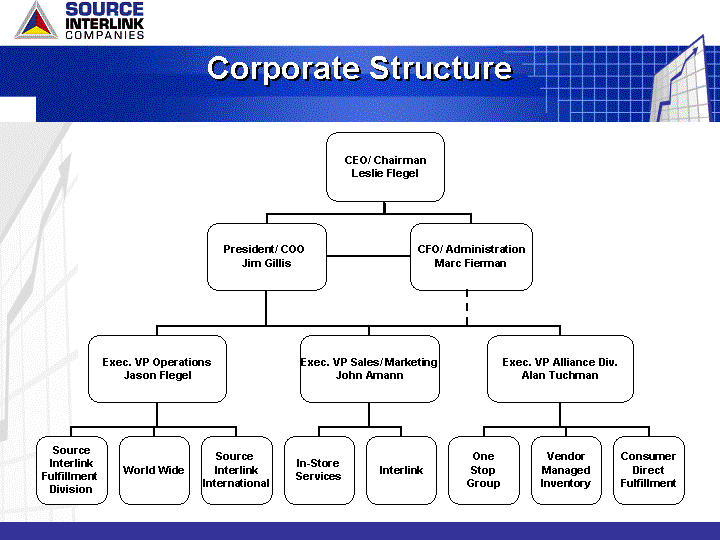 SOURCE
INTERLINK
COMPANIES
Corporate Structure
CEO/ Chairman
Leslie Flegel
President/ COO
Jim Gillis
CFO/ Administration
Marc Fierman
Exec. VP Operations
Jason Flegel
Exec. VP Sales/Marketing
John Amann
Exec. VP Alliance Div.
Alan Tuchman
Source
Interlink
Fulfillment
Division
World Wide
Source
Interlink
International
In-Store
Services
Interlink
One
Stop
Group
Vendor
Managed
Inventory
Consumer
Direct
Fulfillment